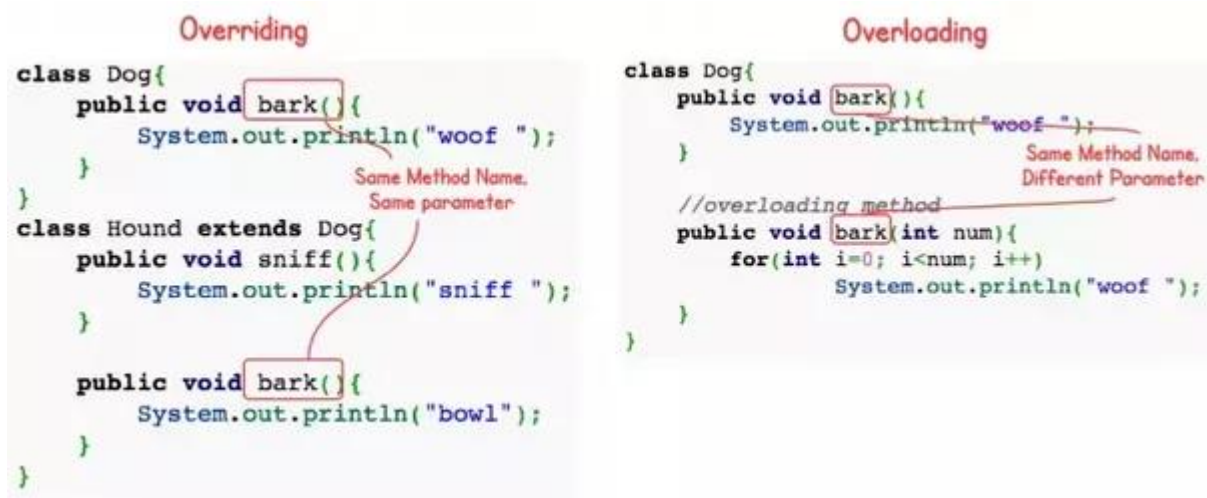 Overriding
class Dog{
public void bark(){
System.out.println("woof ");
}
}
class Hound extends Dog{
public void sniff(){
System.out.println("sniff ");
}
public void bark(){
System.out.println("bowl");
}
}
Same Method Name,
Same parameter
Overloading
class Dog{
public void bark(){
System.out.println("woof ");
}
//overloading method
public void bark(int num){
for(int i=0; i<num; i++)
System.out.println("woof ");
}
}
Same Method Name,
Different Parameter